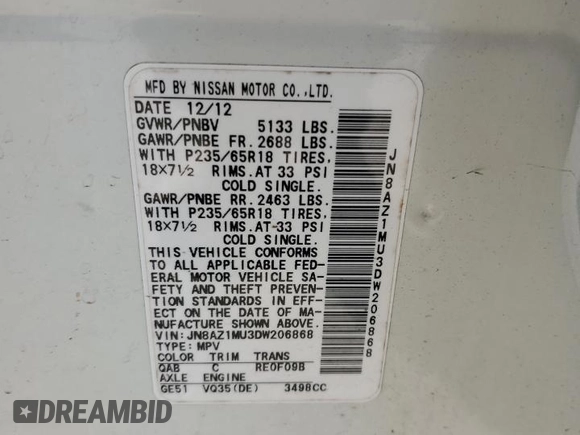 MFD BY NISSAN MOTOR CO.,LTD.
DATE 12/12
GVWR/PNBV 5133 LBS.
GAWR/PNBE FR. 2688 LBS.
WITH P235/65R18 TIRES,
18×7½ RIMS.AT 33 PSI
COLD SINGLE.
GAWR/PNBE RR. 2463 LBS.
WITH P235/65R18 TIRES,
18×7½ RIMS.AT 33 PSI
COLD SINGLE.
THIS VEHICLE CONFORMS
TO ALL APPLICABLE FED-
ERAL MOTOR VEHICLE SA-
FETY AND THEFT PREVEN-
TION STANDARDS IN EFF-
ECT ON THE DATE OF MA-
NUFACTURE SHOWN ABOVE.
VIN: JN8AZ1MU3DW206868
TYPE: MPV
COLOR TRIM TRANS
QAB C RE0F09B
AXLE ENGINE
GE51 VQ35(DE) 3498CC
JN8AZ1MU3DW206868
DREAMBID